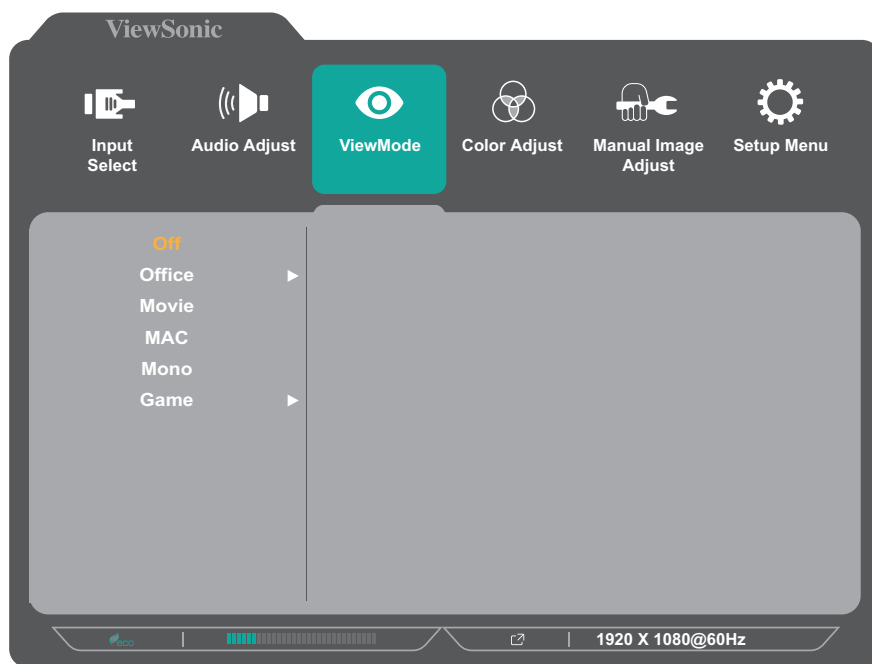 ViewSonic
Input
Select
Audio Adjust
ViewMode
Color Adjust
Manual Image
Adjust
Setup Menu
Off
Office
Movie
MAC
Mono
Game
eco
1920 X 1080@60Hz